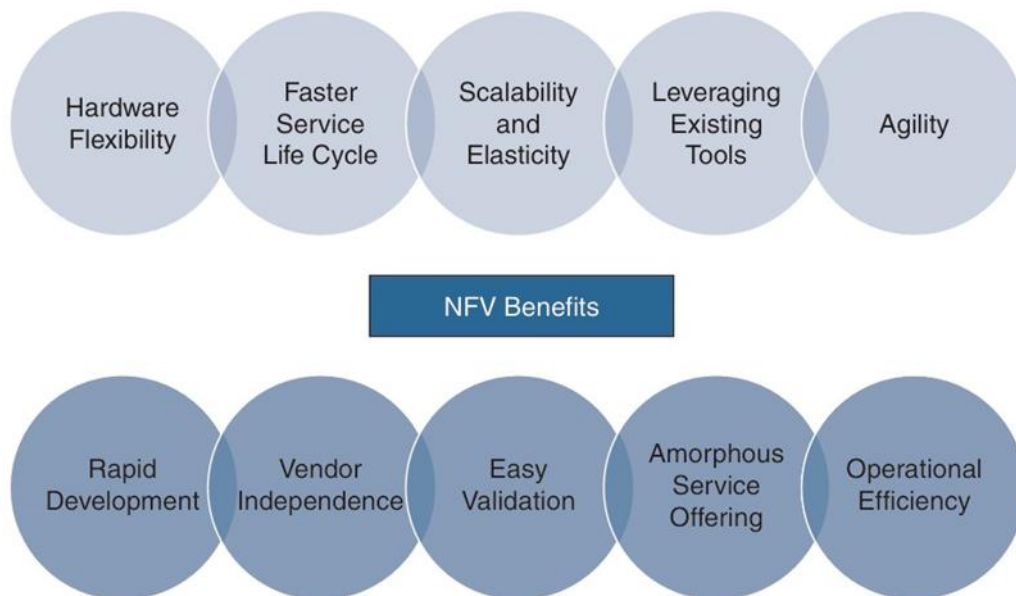 Hardware
Flexibility
Faster
Service
Life Cycle
Scalability
and
Elasticity
Leveraging
Existing
Tools
Agility
NFV Benefits
Rapid
Development
Vendor
Independence
Easy
Validation
Amorphous
Service
Offering
Operational
Efficiency